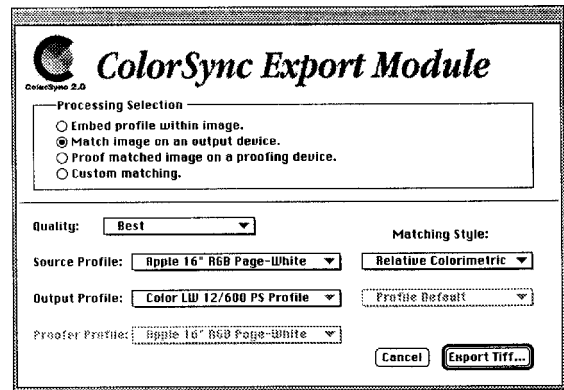 ColorSync Export Module
ColorSync 2.0
Processing Selection
Embed profile within image.
Match image on an output device.
Proof matched image on a proofing device.
Custom matching.
Quality: Best
Matching Style:
Source Profile: Apple 16" RGB Page-White
Relative Colorimetric
Output Profile: Color LW 12/600 PS Profile
Profile Default
Proofer Profile: Apple 16" RGB Page-White
Cancel
Export Tiff...